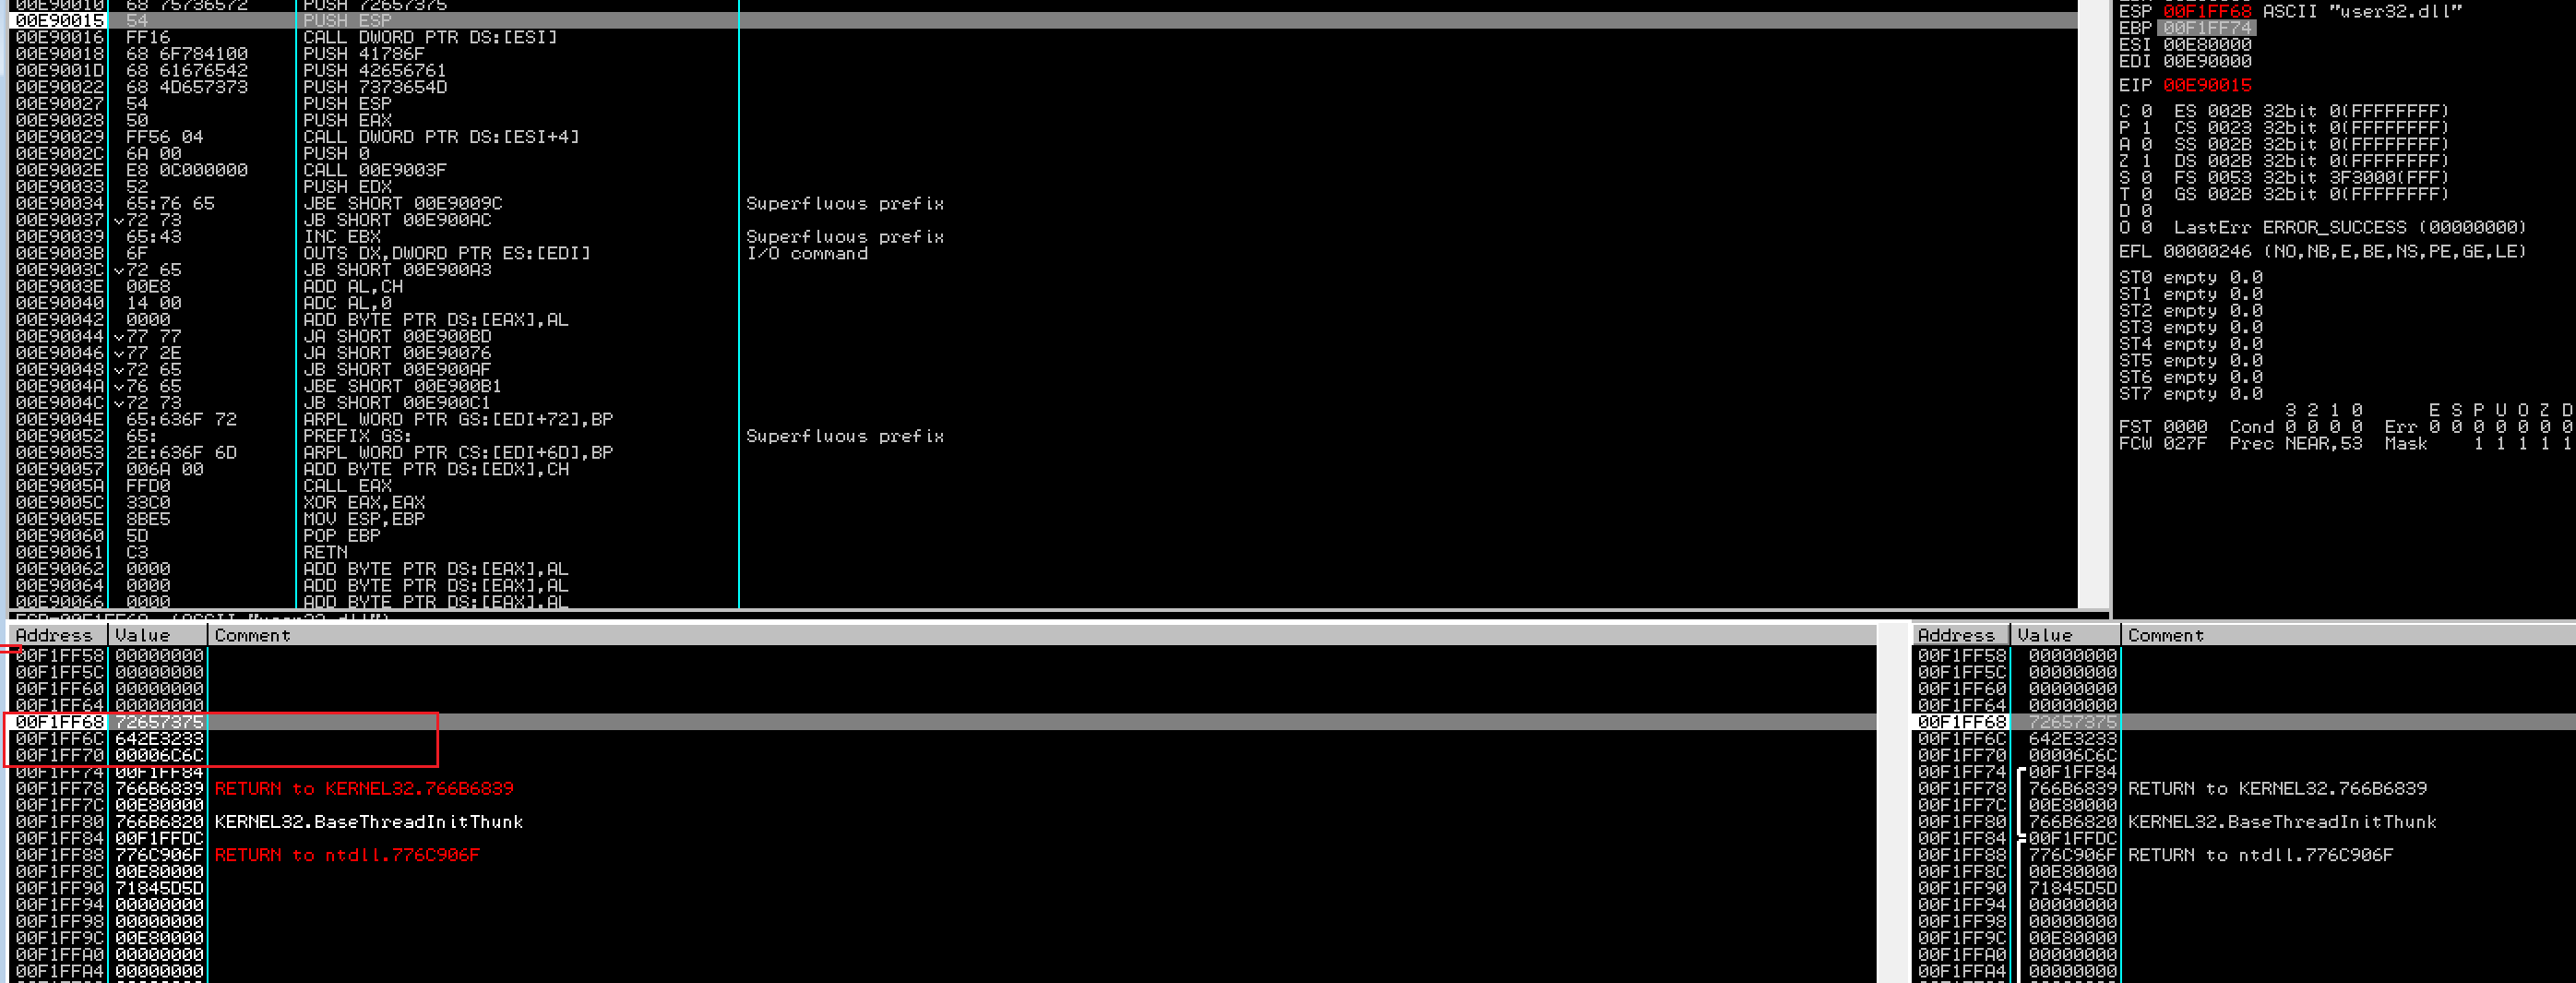 00E90010 68 75736572 PUSH 72657375
00E90015 54 PUSH ESP
00E90016 FF16 CALL DWORD PTR DS:[ESI]
00E90018 68 6F784100 PUSH 41786F
00E9001D 68 61676542 PUSH 42656761
00E90022 68 4D657373 PUSH 7373654D
00E90027 54 PUSH ESP
00E90028 50 PUSH EAX
00E90029 FF56 04 CALL DWORD PTR DS:[ESI+4]
00E9002C 6A 00 PUSH 0
00E9002E E8 0C000000 CALL 00E9003F
00E90033 52 PUSH EDX
00E90034 65:76 65 JBE SHORT 00E9009C Superfluous prefix
00E90037 72 73 JB SHORT 00E900AC
00E90039 65:43 INC EBX Superfluous prefix
00E9003B 6F OUTS DX,DWORD PTR ES:[EDI] I/O command
00E9003C 72 65 JB SHORT 00E900A3
00E9003E 00E8 ADD AL,CH
00E90040 14 00 ADC AL,0
00E90042 0000 ADD BYTE PTR DS:[EAX],AL
00E90044 77 77 JA SHORT 00E900BD
00E90046 77 2E JA SHORT 00E90076
00E90048 72 65 JB SHORT 00E900AF
00E9004A 76 65 JBE SHORT 00E900B1
00E9004C 72 73 JB SHORT 00E900C1
00E9004E 65:636F 72 ARPL WORD PTR GS:[EDI+72],BP
00E90052 65: PREFIX GS: Superfluous prefix
00E90053 2E:636F 6D ARPL WORD PTR CS:[EDI+6D],BP
00E90057 006A 00 ADD BYTE PTR DS:[EDX],CH
00E9005A FFD0 CALL EAX
00E9005C 33C0 XOR EAX,EAX
00E9005E 8BE5 MOV ESP,EBP
00E90060 5D POP EBP
00E90061 C3 RETN
00E90062 0000 ADD BYTE PTR DS:[EAX],AL
00E90064 0000 ADD BYTE PTR DS:[EAX],AL
00E90066 0000 ADD BYTE PTR DS:[EAX],AL
ESP 00F1FF68 ASCII "user32.dll"
EBP 00F1FF74
ESI 00E80000
EDI 00E90000
EIP 00E90015
C 0 ES 002B 32bit 0(FFFFFFFF)
P 1 CS 0023 32bit 0(FFFFFFFF)
A 0 SS 002B 32bit 0(FFFFFFFF)
Z 1 DS 002B 32bit 0(FFFFFFFF)
S 0 FS 0053 32bit 3F3000(FFF)
T 0 GS 002B 32bit 0(FFFFFFFF)
D 0
O 0 LastErr ERROR_SUCCESS (00000000)
EFL 00000246 (NO,NB,E,BE,NS,PE,GE,LE)
ST0 empty 0.0
ST1 empty 0.0
ST2 empty 0.0
ST3 empty 0.0
ST4 empty 0.0
ST5 empty 0.0
ST6 empty 0.0
ST7 empty 0.0
3 2 1 0 E S P U O Z D
FST 0000 Cond 0 0 0 0 Err 0 0 0 0 0 0 0
FCW 027F Prec NEAR,53 Mask 1 1 1 1 1
Address Value Comment
00F1FF58 00000000
00F1FF5C 00000000
00F1FF60 00000000
00F1FF64 00000000
00F1FF68 72657375
00F1FF6C 642E3233
00F1FF70 00006C6C
00F1FF74 00F1FF84
00F1FF78 766B6839 RETURN to KERNEL32.766B6839
00F1FF7C 00E80000
00F1FF80 766B6820 KERNEL32.BaseThreadInitThunk
00F1FF84 00F1FFDC
00F1FF88 776C906F RETURN to ntdll.776C906F
00F1FF8C 00E80000
00F1FF90 71845D5D
00F1FF94 00000000
00F1FF98 00000000
00F1FF9C 00E80000
00F1FFA0 00000000
00F1FFA4 00000000
Address Value Comment
00F1FF58 00000000
00F1FF5C 00000000
00F1FF60 00000000
00F1FF64 00000000
00F1FF68 72657375
00F1FF6C 642E3233
00F1FF70 00006C6C
00F1FF74 00F1FF84
00F1FF78 766B6839 RETURN to KERNEL32.766B6839
00F1FF7C 00E80000
00F1FF80 766B6820 KERNEL32.BaseThreadInitThunk
00F1FF84 00F1FFDC
00F1FF88 776C906F RETURN to ntdll.776C906F
00F1FF8C 00E80000
00F1FF90 71845D5D
00F1FF94 00000000
00F1FF98 00000000
00F1FF9C 00E80000
00F1FFA0 00000000
00F1FFA4 00000000